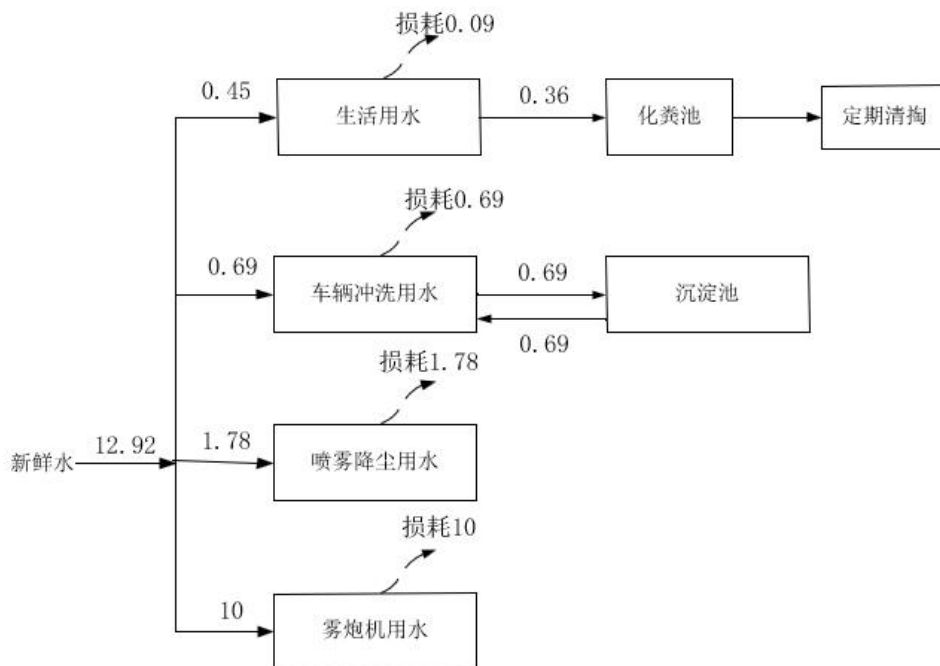 损耗0.09
0.45
生活用水
0.36
化粪池
定期清掏
损耗0.69
0.69
车辆冲洗用水
0.69
沉淀池
0.69
损耗1.78
新鲜水
12.92
1.78
喷雾降尘用水
损耗10
10
雾炮机用水